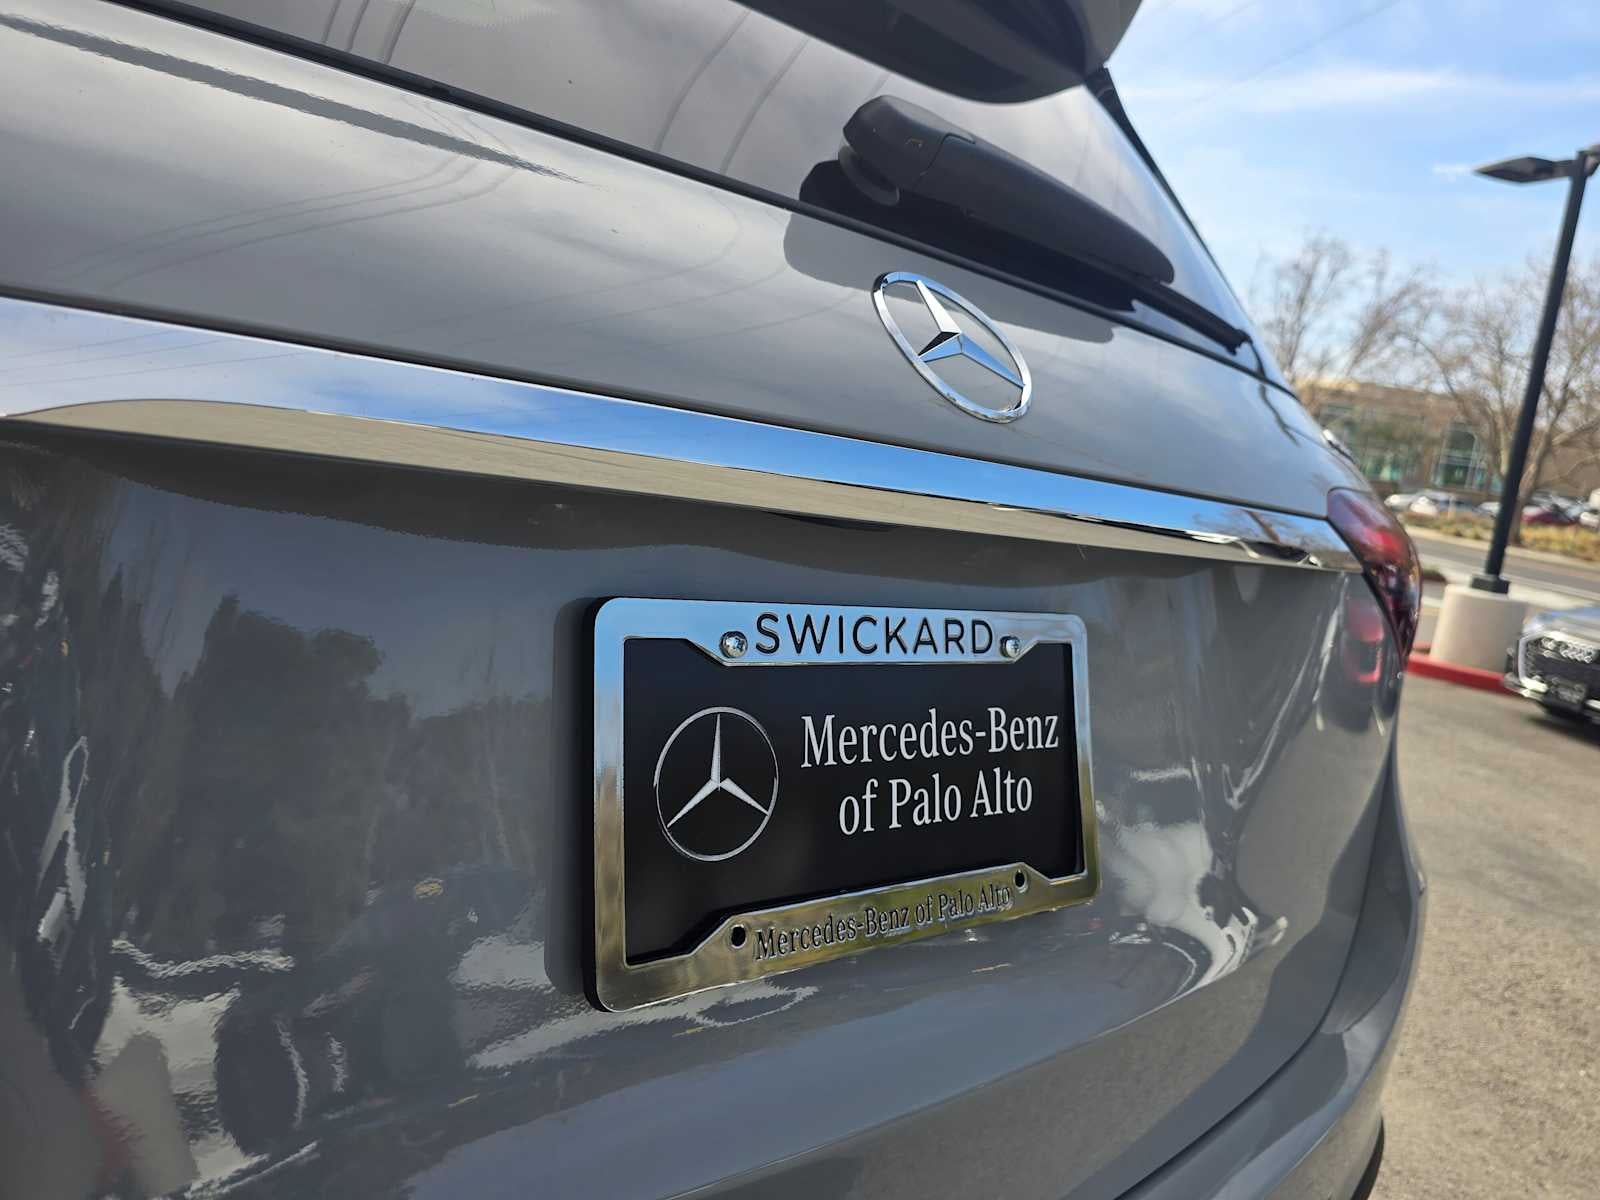 SWICKARD
Mercedes-Benz
of Palo Alto
Mercedes-Benz of Palo Alto